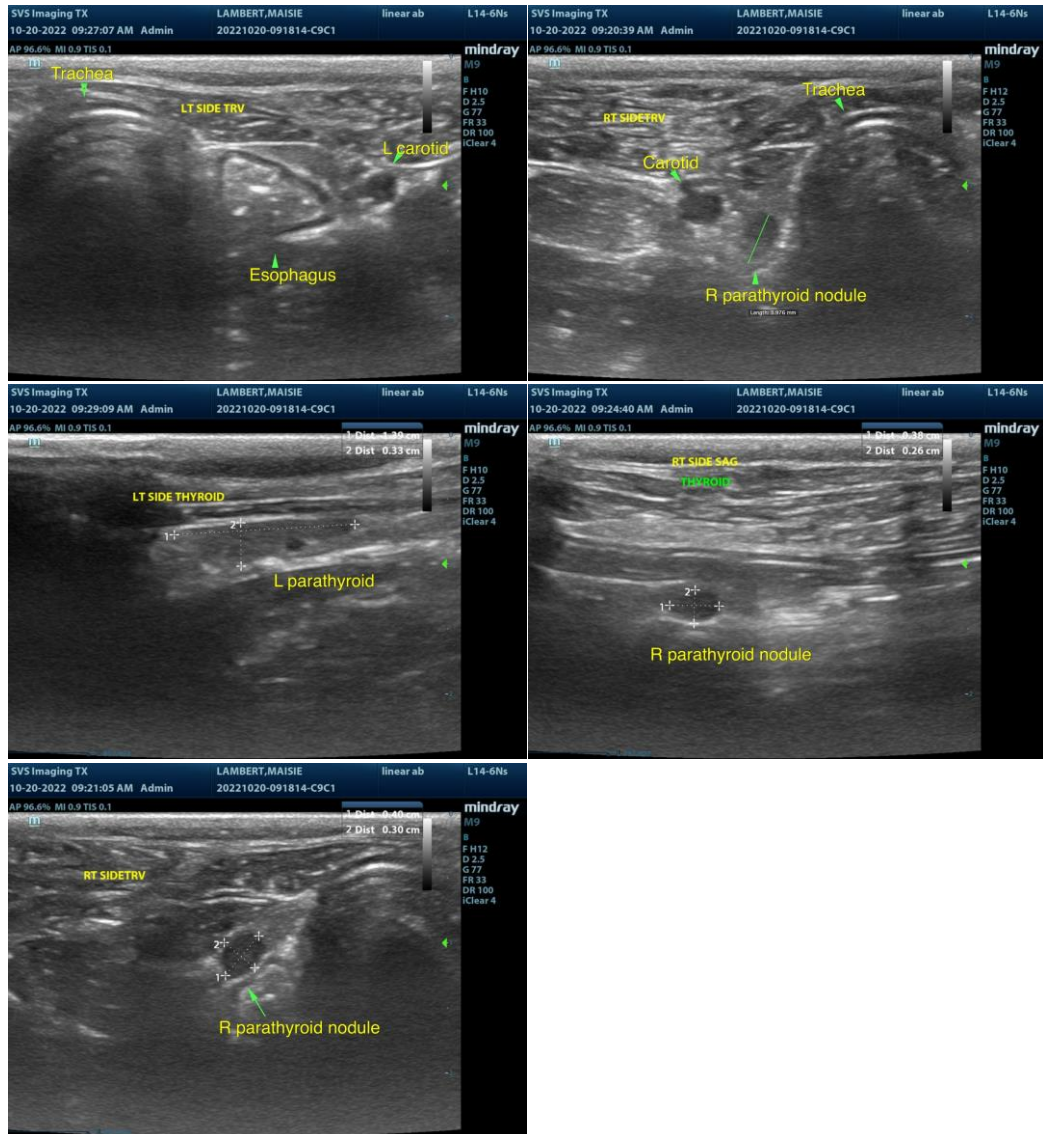 SVS Imaging TX LAMBERT,MAISIE linear ab L14-6Ns
10-20-2022 09:27:07 AM Admin 20221020-091814-C9C1
AP 96.6% MI 0.9 TIS 0.1 mindray
M9
B
F H10
D 2.5
G 77
FR 33
DR 100
iClear 4
m
Trachea
LT SIDE TRV
L carotid
Esophagus
SVS Imaging TX LAMBERT,MAISIE linear ab L14-6Ns
10-20-2022 09:20:39 AM Admin 20221020-091814-C9C1
AP 96.6% MI 0.9 TIS 0.1 mindray
M9
B
F H12
D 2.5
G 77
FR 33
DR 100
iClear 4
m
Trachea
RT SIDETRV
Carotid
R parathyroid nodule
SVS Imaging TX LAMBERT,MAISIE linear ab L14-6Ns
10-20-2022 09:29:09 AM Admin 20221020-091814-C9C1
AP 96.6% MI 0.9 TIS 0.1 mindray
1 Dist 1.39 cm
2 Dist 0.33 cm
M9
B
F H10
D 2.5
G 77
FR 33
DR 100
iClear 4
m
LT SIDE THYROID
2
1
L parathyroid
SVS Imaging TX LAMBERT,MAISIE linear ab L14-6Ns
10-20-2022 09:24:40 AM Admin 20221020-091814-C9C1
AP 96.6% MI 0.9 TIS 0.1 mindray
1 Dist 0.38 cm
2 Dist 0.26 cm
M9
B
F H10
D 2.5
G 77
FR 33
DR 100
iClear 4
m
RT SIDE SAG
THYROID
2
1
R parathyroid nodule
SVS Imaging TX LAMBERT,MAISIE linear ab L14-6Ns
10-20-2022 09:21:05 AM Admin 20221020-091814-C9C1
AP 96.6% MI 0.9 TIS 0.1 mindray
1 Dist 0.40 cm
2 Dist 0.30 cm
M9
B
F H12
D 2.5
G 77
FR 33
DR 100
iClear 4
m
RT SIDETRV
2
1
R parathyroid nodule